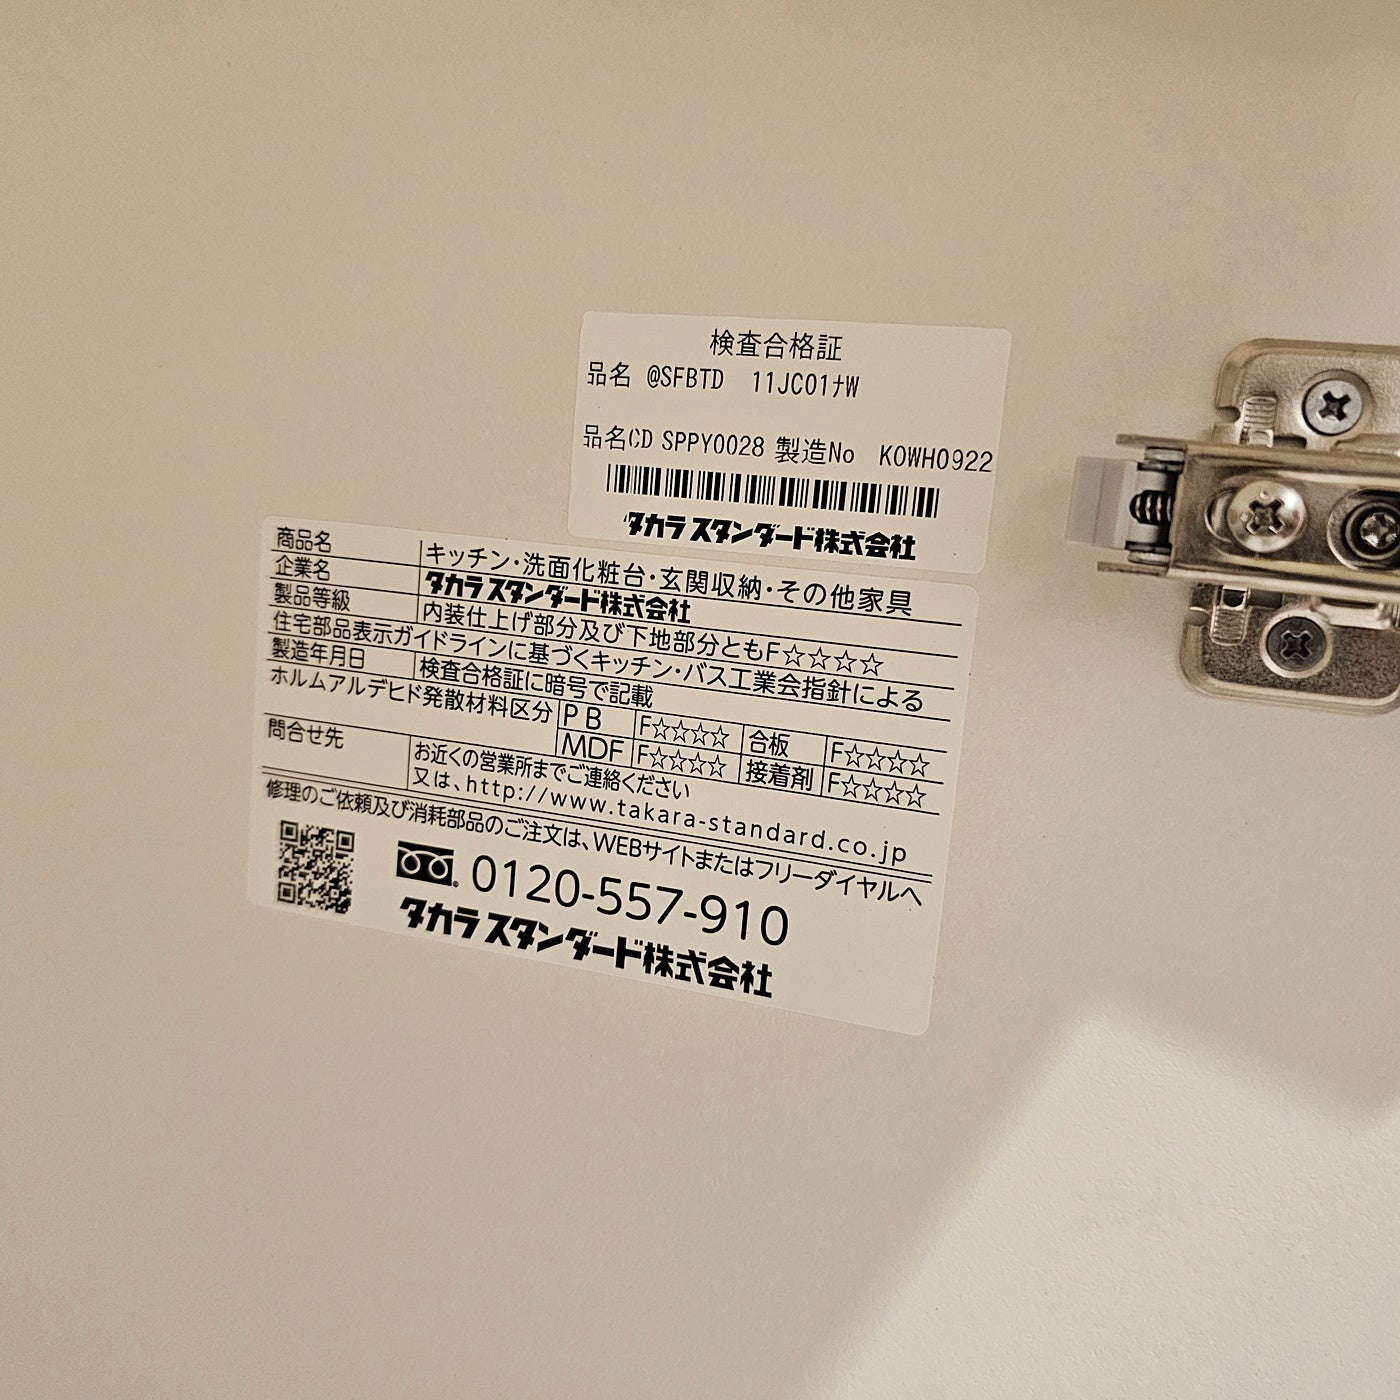 検査合格証
品名 @SFBTD 11JC01ﾅW
品名CD SPPY0028 製造No KOWH0922
タカラスタンダード株式会社
商品名 キッチン・洗面化粧台・玄関収納・その他家具
企業名 タカラスタンダード株式会社
製品等級 内装仕上げ部分及び下地部分ともF☆☆☆☆
住宅部品表示ガイドラインに基づくキッチン・バス工業会指針による
製造年月日 検査合格証に暗号で記載
ホルムアルデヒド発散材料区分 PB F☆☆☆☆ 合板 F☆☆☆☆
MDF F☆☆☆☆ 接着剤 F☆☆☆☆
問合せ先 お近くの営業所までご連絡ください
又は、http://www.takara-standard.co.jp
修理のご依頼及び消耗部品のご注文は、WEBサイトまたはフリーダイヤルへ
0120-557-910
タカラスタンダード株式会社